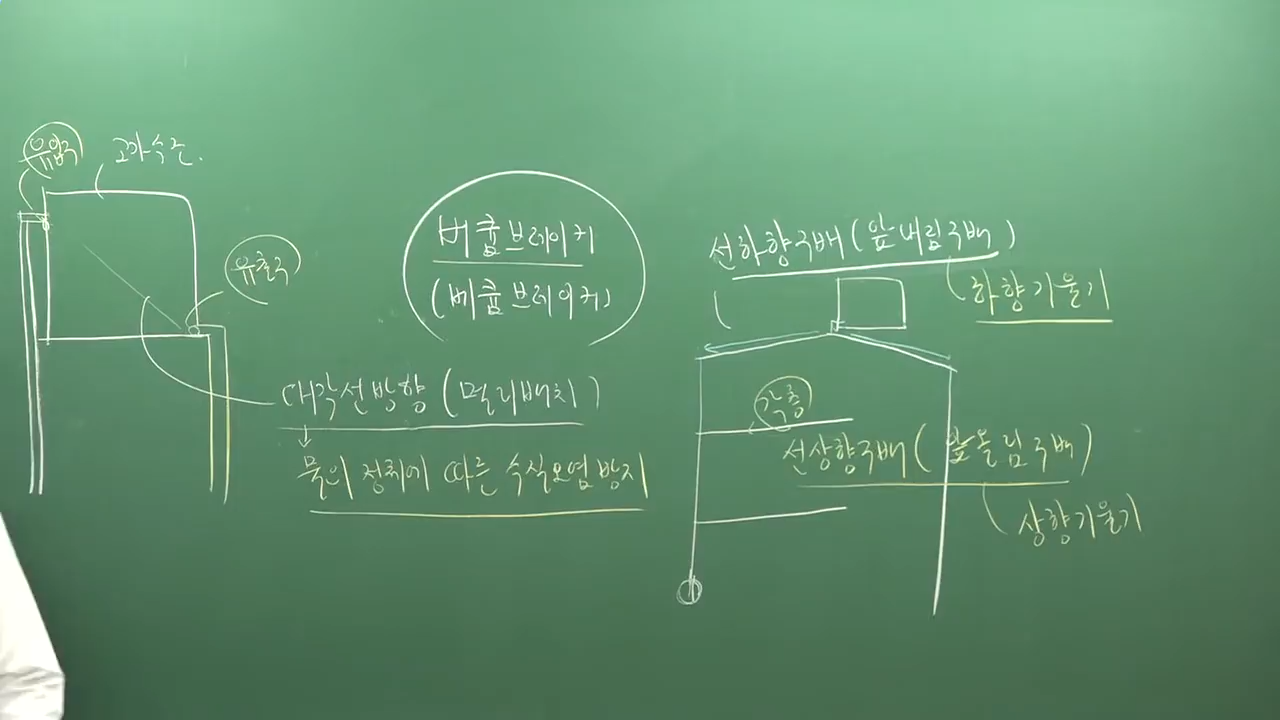 유입구
고가수조.
유출구
버큠브레이커
(베큠브레이커)
대각선방향 (멀리배치)
↓
물의 정체에 따른 수질오염 방지
선하향구배 (앞내림구배)
하향기울기
각층
선상향구배 (앞올림구배)
상향기울기